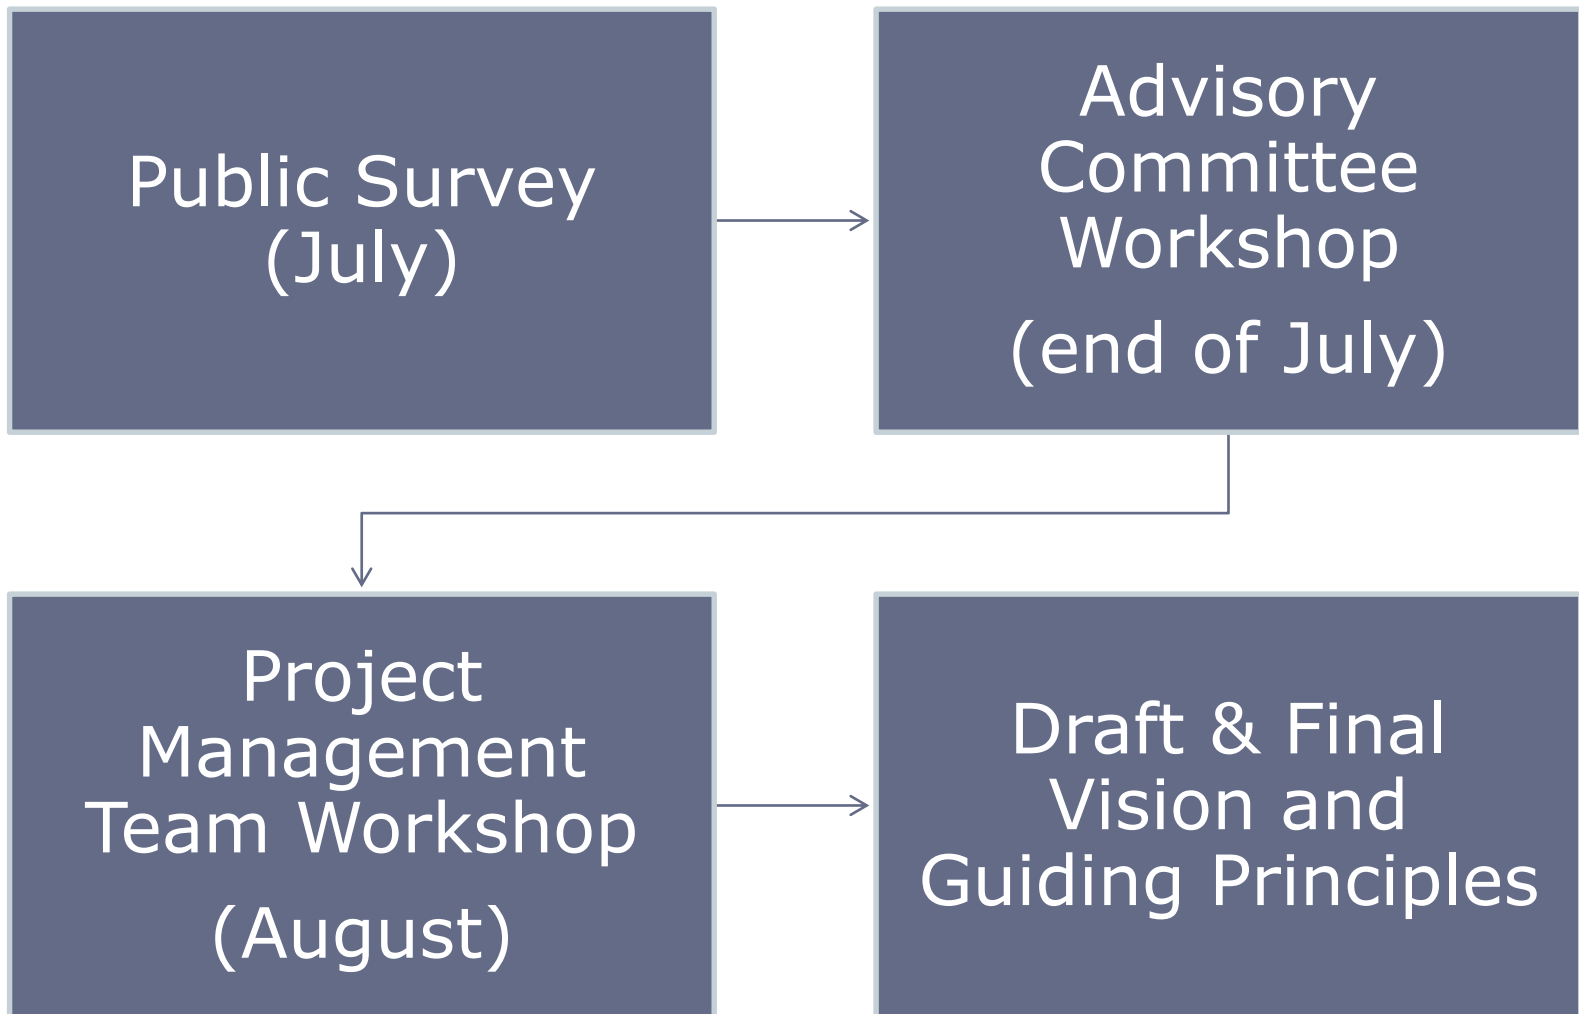 Public Survey
(July)
Advisory
Committee
Workshop
(end of July)
Project
Management
Team Workshop
(August)
Draft & Final
Vision and
Guiding Principles